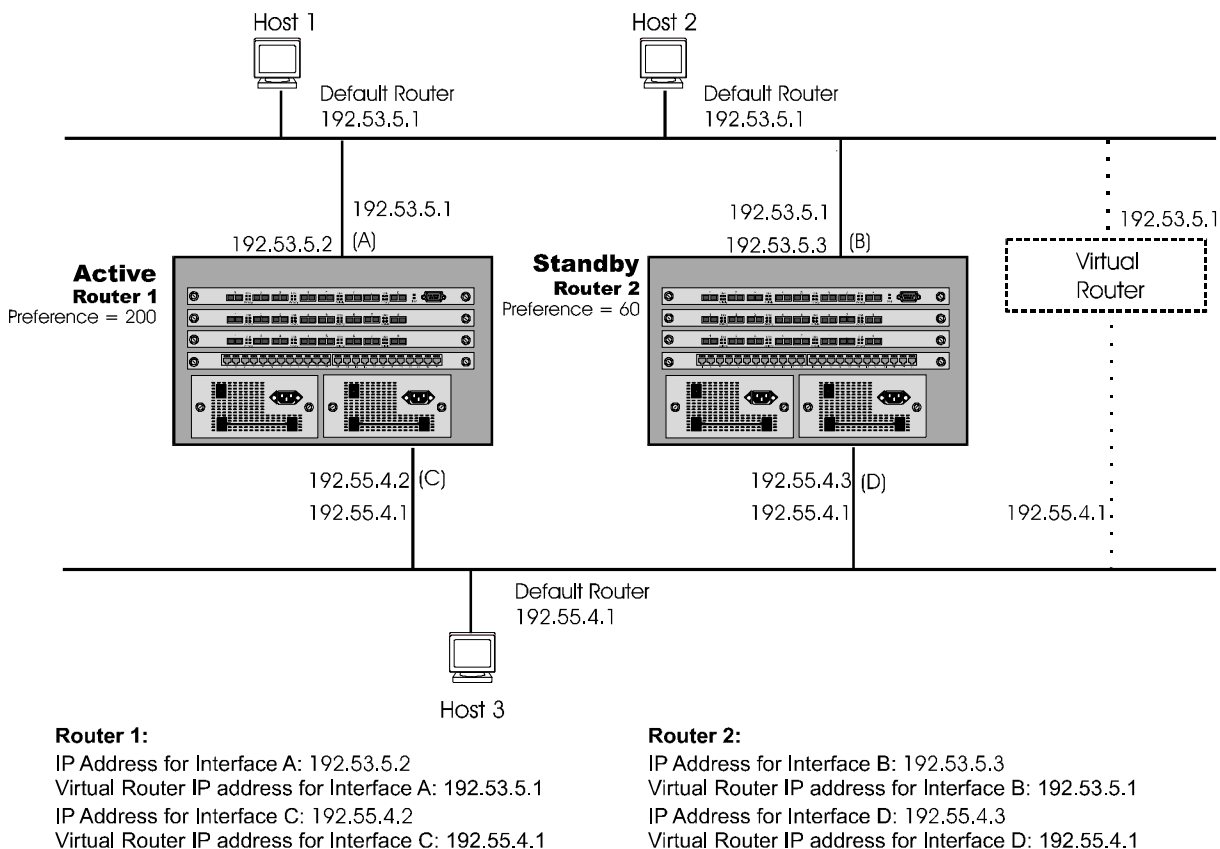 Host 1
Host 2
Default Router
192.53.5.1
Default Router
192.53.5.1
192.53.5.1
192.53.5.2 (A)
192.53.5.1
192.53.5.3 (B)
192.53.5.1
Active
Router 1
Preference = 200
Standby
Router 2
Preference = 60
Virtual
Router
192.55.4.2 (C)
192.55.4.1
192.55.4.3 (D)
192.55.4.1
192.55.4.1
Default Router
192.55.4.1
Host 3
Router 1:
IP Address for Interface A: 192.53.5.2
Virtual Router IP address for Interface A: 192.53.5.1
IP Address for Interface C: 192.55.4.2
Virtual Router IP address for Interface C: 192.55.4.1
Router 2:
IP Address for Interface B: 192.53.5.3
Virtual Router IP address for Interface B: 192.53.5.1
IP Address for Interface D: 192.55.4.3
Virtual Router IP address for Interface D: 192.55.4.1